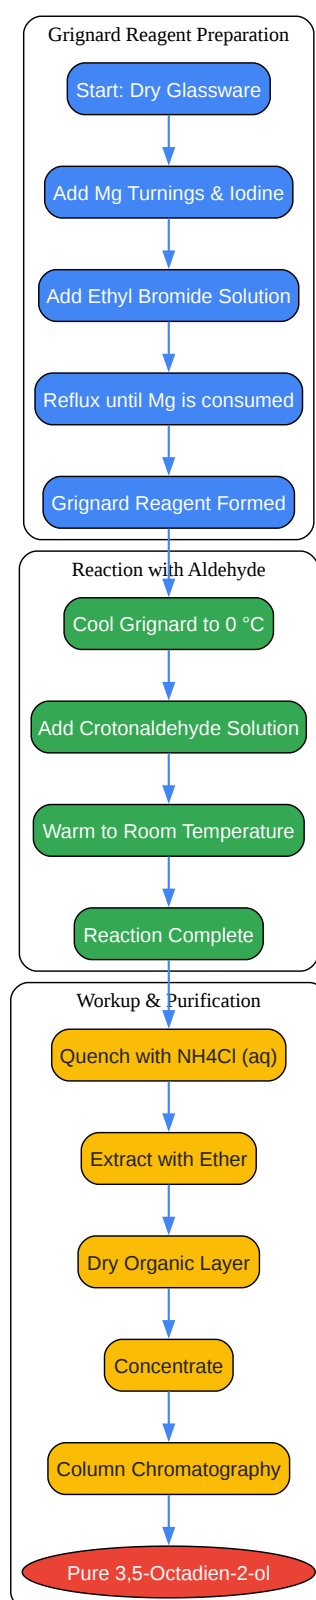 Grignard Reagent Preparation
Start: Dry Glassware
Add Mg Turnings & Iodine
Add Ethyl Bromide Solution
Reflux until Mg is consumed
Grignard Reagent Formed
Reaction with Aldehyde
Cool Grignard to 0 °C
Add Crotonaldehyde Solution
Warm to Room Temperature
Reaction Complete
Workup & Purification
Quench with NH4Cl (aq)
Extract with Ether
Dry Organic Layer
Concentrate
Column Chromatography
Pure 3,5-Octadien-2-ol